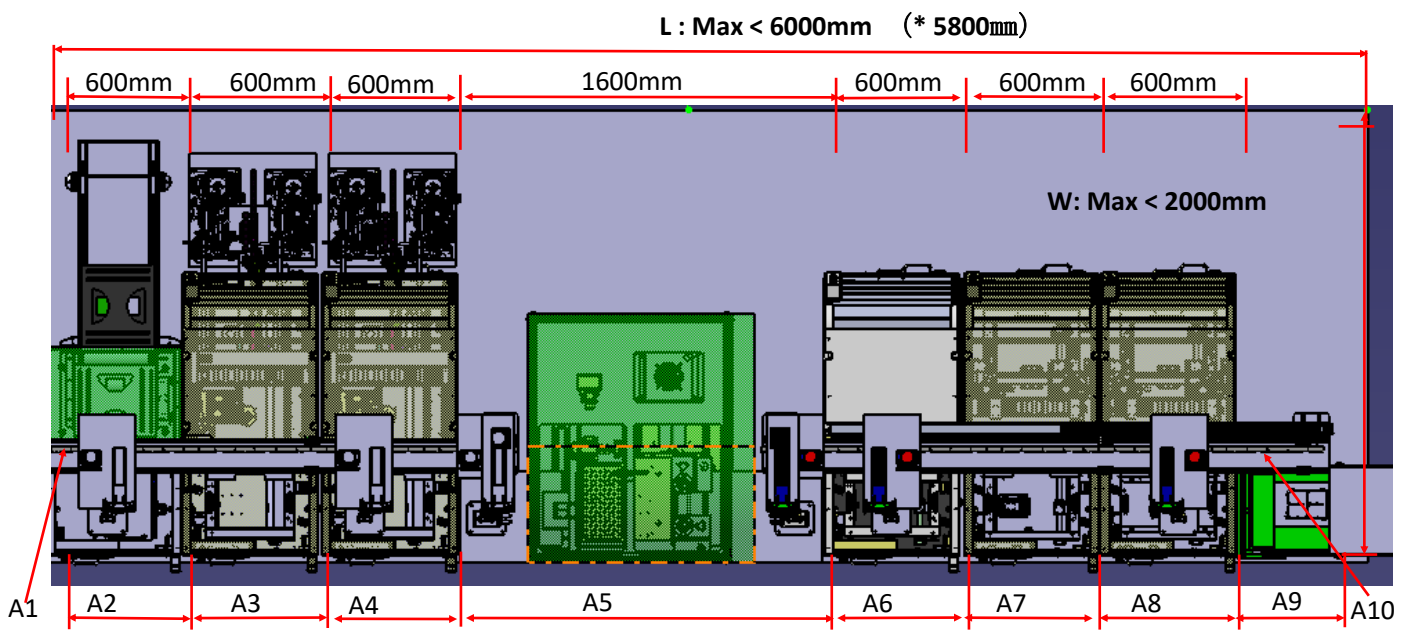 L : Max < 6000mm （* 5800㎜）
600mm 600mm 600mm 1600mm 600mm 600mm 600mm
W: Max < 2000mm
A1 A2 A3 A4 A5 A6 A7 A8 A9 A10